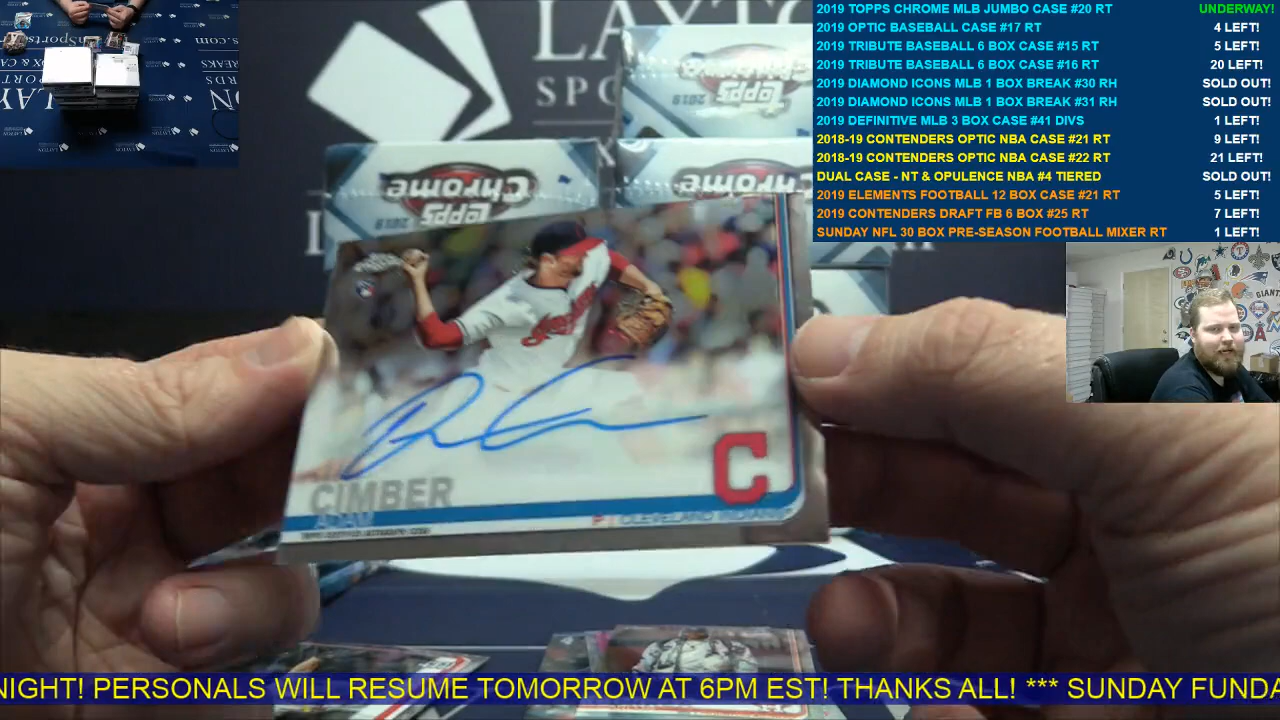 2019 TOPPS CHROME MLB JUMBO CASE #20 RT UNDERWAY!
2019 OPTIC BASEBALL CASE #17 RT 4 LEFT!
2019 TRIBUTE BASEBALL 6 BOX CASE #15 RT 5 LEFT!
2019 TRIBUTE BASEBALL 6 BOX CASE #16 RT 20 LEFT!
2019 DIAMOND ICONS MLB 1 BOX BREAK #30 RH SOLD OUT!
2019 DIAMOND ICONS MLB 1 BOX BREAK #31 RH SOLD OUT!
2019 DEFINITIVE MLB 3 BOX CASE #41 DIVS 1 LEFT!
2018-19 CONTENDERS OPTIC NBA CASE #21 RT 9 LEFT!
2018-19 CONTENDERS OPTIC NBA CASE #22 RT 21 LEFT!
DUAL CASE - NT & OPULENCE NBA #4 TIERED SOLD OUT!
2019 ELEMENTS FOOTBALL 12 BOX CASE #21 RT 5 LEFT!
2019 CONTENDERS DRAFT FB 6 BOX #25 RT 7 LEFT!
SUNDAY NFL 30 BOX PRE-SEASON FOOTBALL MIXER RT 1 LEFT!
LAYTON
SPO
Topps
Chrome
2019
Topps
Chrome
2019
Chrome
CIMBER
ADAM
C
P | CLEVELAND INDIANS
NIGHT! PERSONALS WILL RESUME TOMORROW AT 6PM EST! THANKS ALL! *** SUNDAY FUNDA